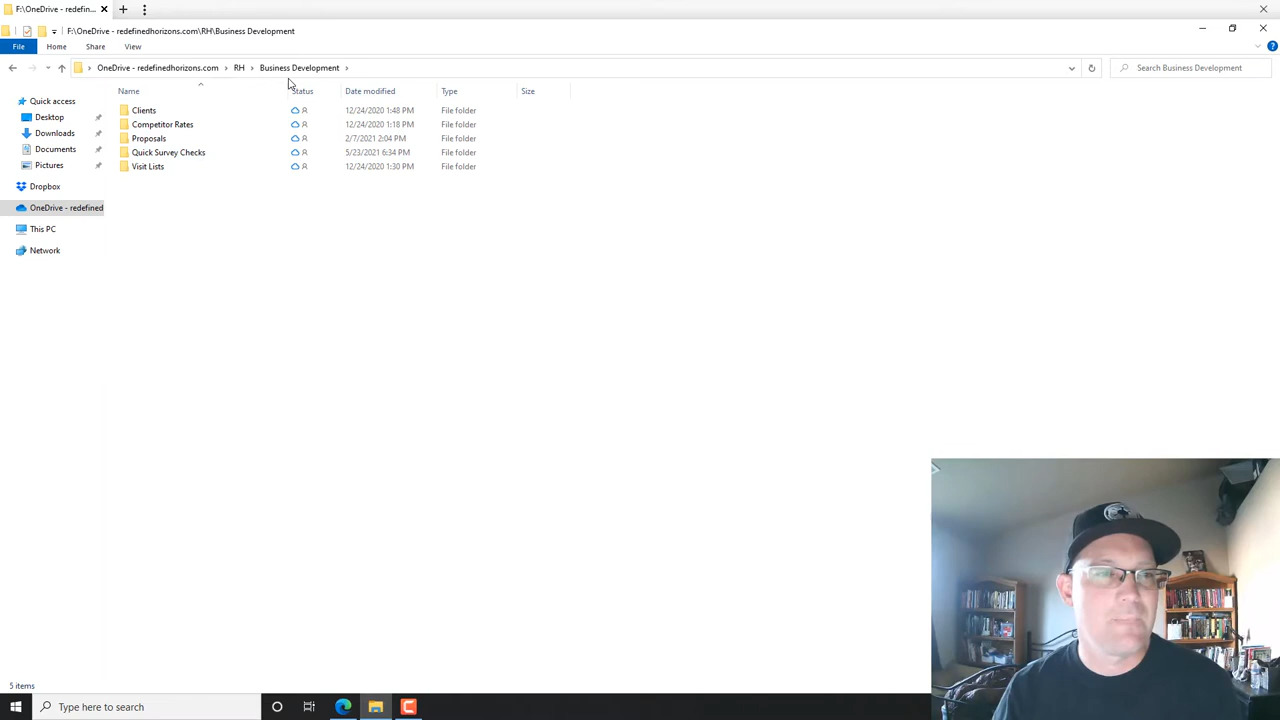 F:\OneDrive - redefinedhorizons.com\RH\Business Development
F:\OneDrive - redefin...
File Home Share View
OneDrive - redefinedhorizons.com > RH > Business Development >
Search Business Development
Name Status Date modified Type Size
Quick access
Desktop
Downloads
Documents
Pictures
Dropbox
OneDrive - redefined
This PC
Network
Clients 12/24/2020 1:48 PM File folder
Competitor Rates 12/24/2020 1:18 PM File folder
Proposals 2/7/2021 2:04 PM File folder
Quick Survey Checks 5/23/2021 6:34 PM File folder
Visit Lists 12/24/2020 1:30 PM File folder
5 items
Type here to search